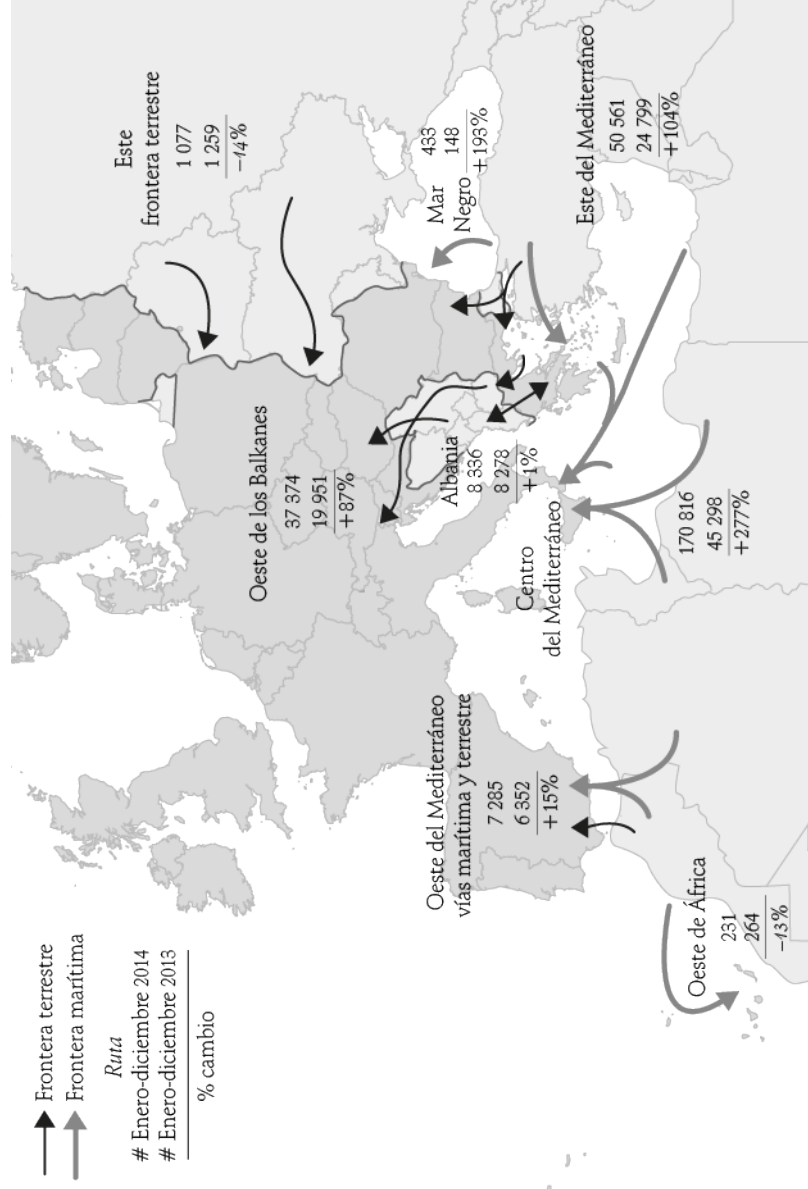 Frontera terrestre
Frontera marítima
Ruta
# Enero-diciembre 2014
# Enero-diciembre 2013
% cambio
Oeste de África
231
264
–13%
Oeste del Mediterráneo
vías marítima y terrestre
7 285
6 352
+15%
Centro
del Mediterráneo
170 816
45 298
+277%
Oeste de los Balkanes
37 374
19 951
+87%
Albania
8 336
8 278
+1%
Este
frontera terrestre
1 077
1 259
–14%
Mar
Negro
433
148
+193%
Este del Mediterráneo
50 561
24 799
+104%